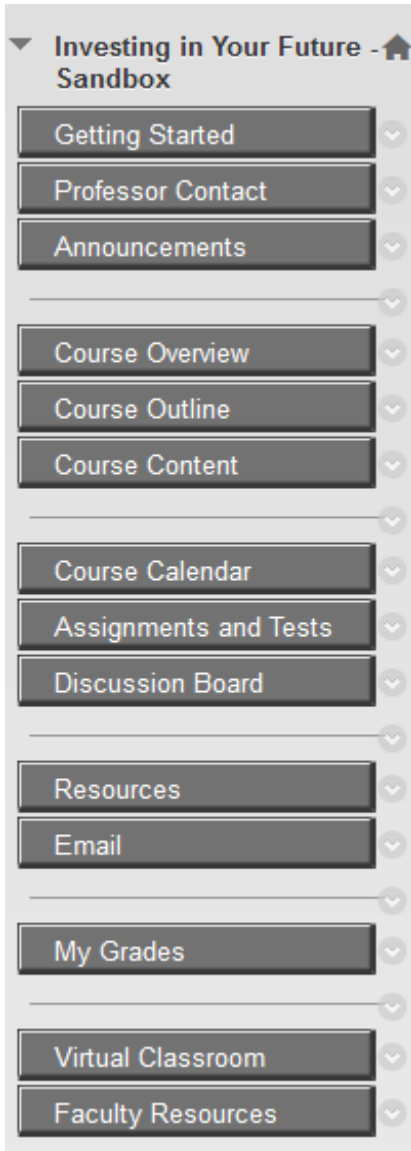 Investing in Your Future -
Sandbox
Getting Started
Professor Contact
Announcements
Course Overview
Course Outline
Course Content
Course Calendar
Assignments and Tests
Discussion Board
Resources
Email
My Grades
Virtual Classroom
Faculty Resources